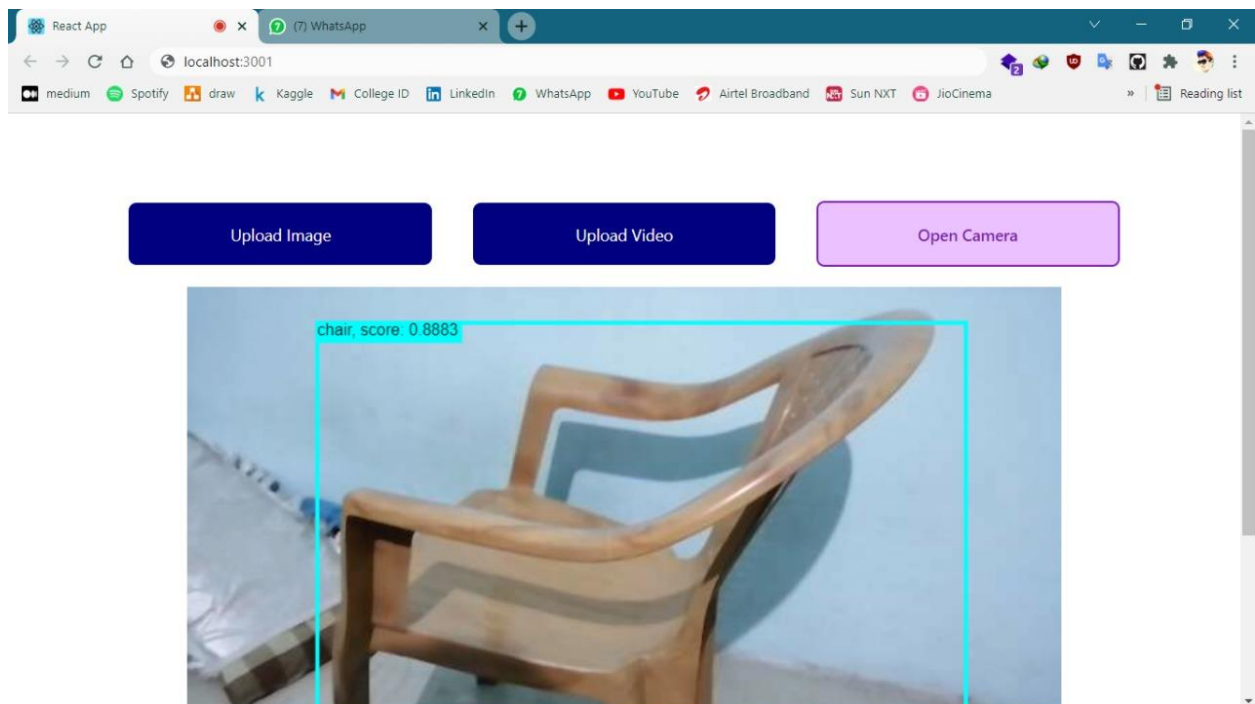 React App
(7) WhatsApp
localhost:3001
2
medium Spotify draw Kaggle College ID LinkedIn WhatsApp YouTube Airtel Broadband Sun NXT JioCinema » Reading list
Upload Image Upload Video Open Camera
chair, score: 0.8883